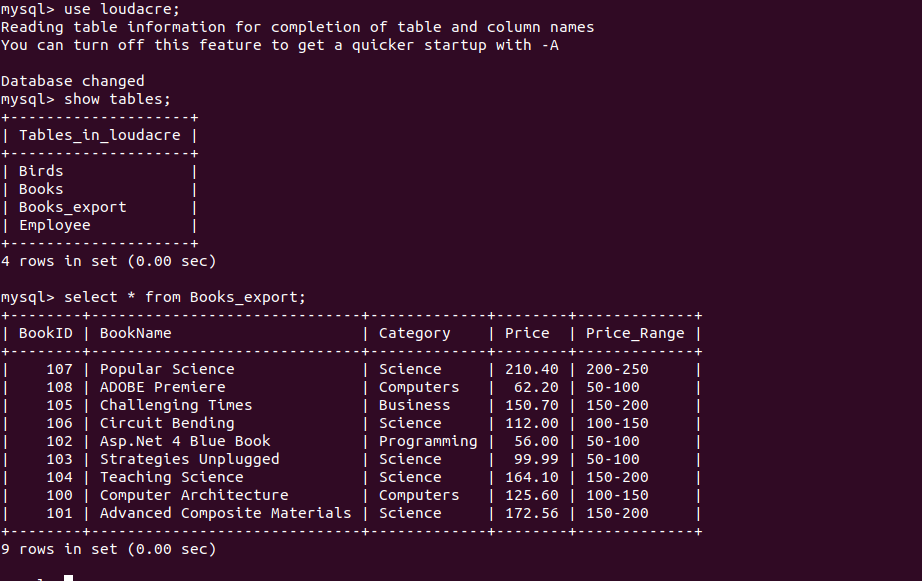 mysql> use loudacre;
Reading table information for completion of table and column names
You can turn off this feature to get a quicker startup with -A

Database changed
mysql> show tables;
+--------------------+
| Tables_in_loudacre |
+--------------------+
| Birds              |
| Books              |
| Books_export       |
| Employee           |
+--------------------+
4 rows in set (0.00 sec)

mysql> select * from Books_export;
+--------+------------------------------+-------------+--------+-------------+
| BookID | BookName                     | Category    | Price  | Price_Range |
+--------+------------------------------+-------------+--------+-------------+
|    107 | Popular Science              | Science     | 210.40 | 200-250     |
|    108 | ADOBE Premiere               | Computers   |  62.20 | 50-100      |
|    105 | Challenging Times            | Business    | 150.70 | 150-200     |
|    106 | Circuit Bending              | Science     | 112.00 | 100-150     |
|    102 | Asp.Net 4 Blue Book          | Programming |  56.00 | 50-100      |
|    103 | Strategies Unplugged         | Science     |  99.99 | 50-100      |
|    104 | Teaching Science             | Science     | 164.10 | 150-200     |
|    100 | Computer Architecture        | Computers   | 125.60 | 100-150     |
|    101 | Advanced Composite Materials | Science     | 172.56 | 150-200     |
+--------+------------------------------+-------------+--------+-------------+
9 rows in set (0.00 sec)